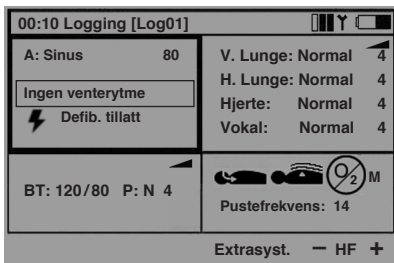 00:10 Logging [Log01]
A: Sinus 80
Ingen venterytme
Defib. tillatt
V. Lunge: Normal 4
H. Lunge: Normal 4
Hjerte: Normal 4
Vokal: Normal 4
BT: 120/80 P: N 4
O/2 M
Pustefrekvens: 14
Extrasyst. − HF +